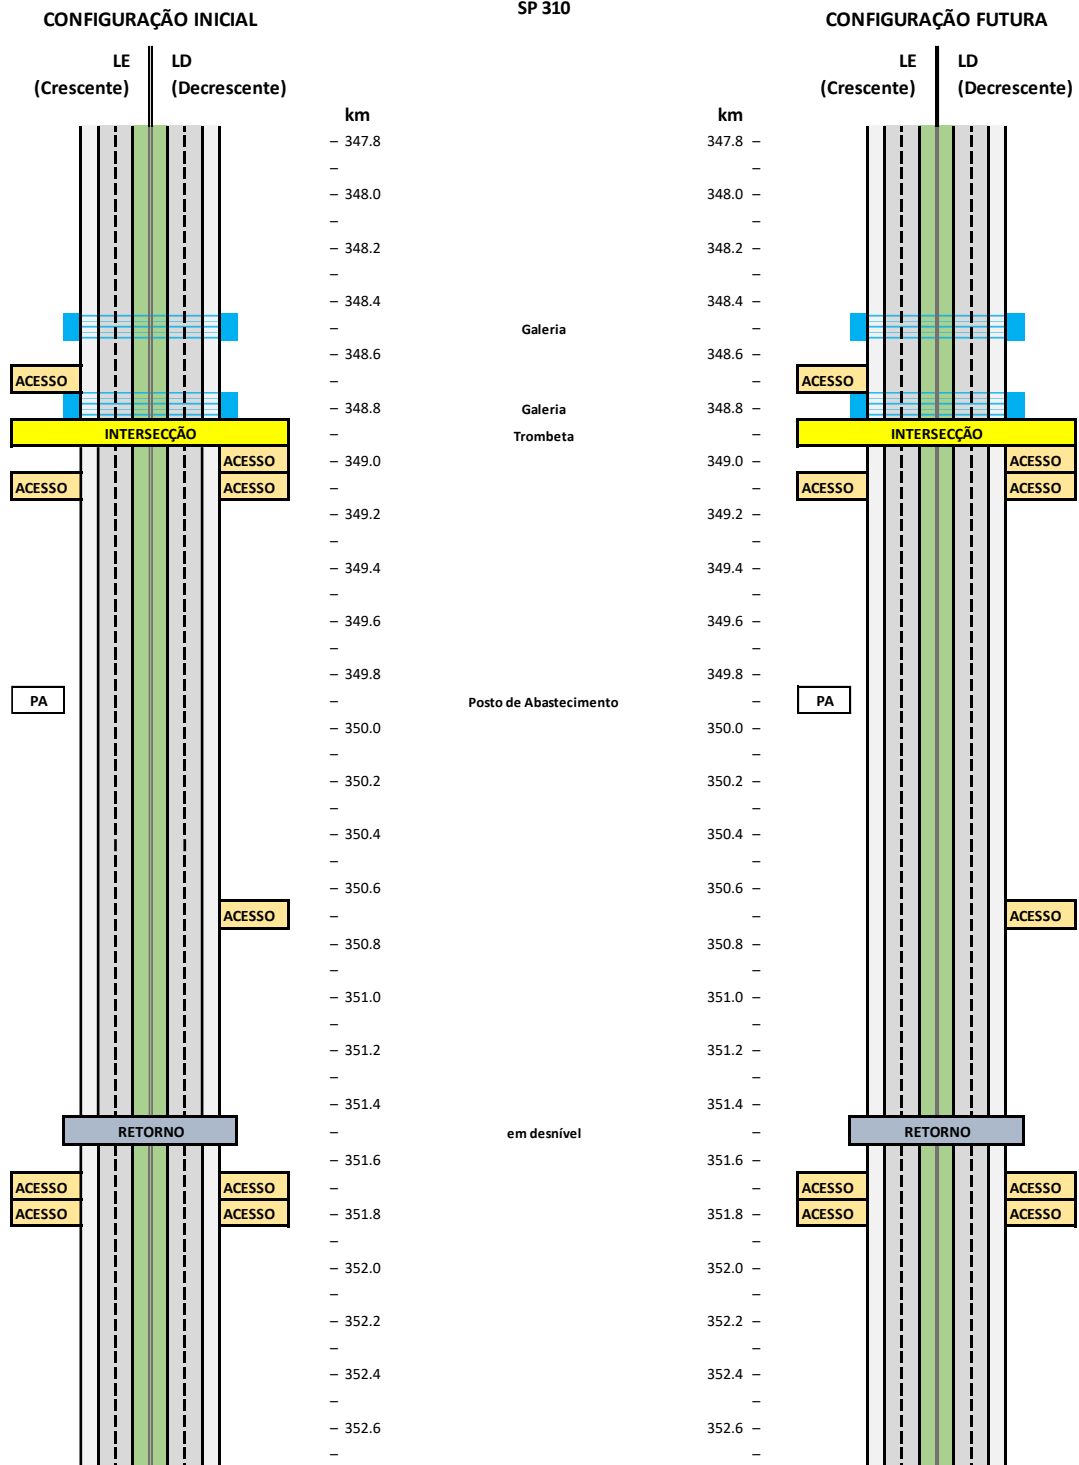 SP 310
CONFIGURAÇÃO INICIAL CONFIGURAÇÃO FUTURA
LE LD LE LD
(Crescente) (Decrescente) (Crescente) (Decrescente)
km km
– 347.8 347.8 –
– –
– 348.0 348.0 –
– –
– 348.2 348.2 –
– –
– 348.4 348.4 –
– Galeria –
– 348.6 348.6 –
ACESSO – ACESSO –
– 348.8 Galeria 348.8 –
INTERSECÇÃO – Trombeta – INTERSECÇÃO
ACESSO – 349.0 349.0 – ACESSO
ACESSO ACESSO – – ACESSO ACESSO
– 349.2 349.2 –
– –
– 349.4 349.4 –
– –
– 349.6 349.6 –
– –
– 349.8 349.8 –
PA – Posto de Abastecimento – PA
– 350.0 350.0 –
– –
– 350.2 350.2 –
– –
– 350.4 350.4 –
– –
– 350.6 350.6 –
ACESSO – – ACESSO
– 350.8 350.8 –
– –
– 351.0 351.0 –
– –
– 351.2 351.2 –
– –
– 351.4 351.4 –
RETORNO – em desnível – RETORNO
– 351.6 351.6 –
ACESSO ACESSO – – ACESSO ACESSO
ACESSO ACESSO – 351.8 351.8 – ACESSO ACESSO
– –
– 352.0 352.0 –
– –
– 352.2 352.2 –
– –
– 352.4 352.4 –
– –
– 352.6 352.6 –
– –